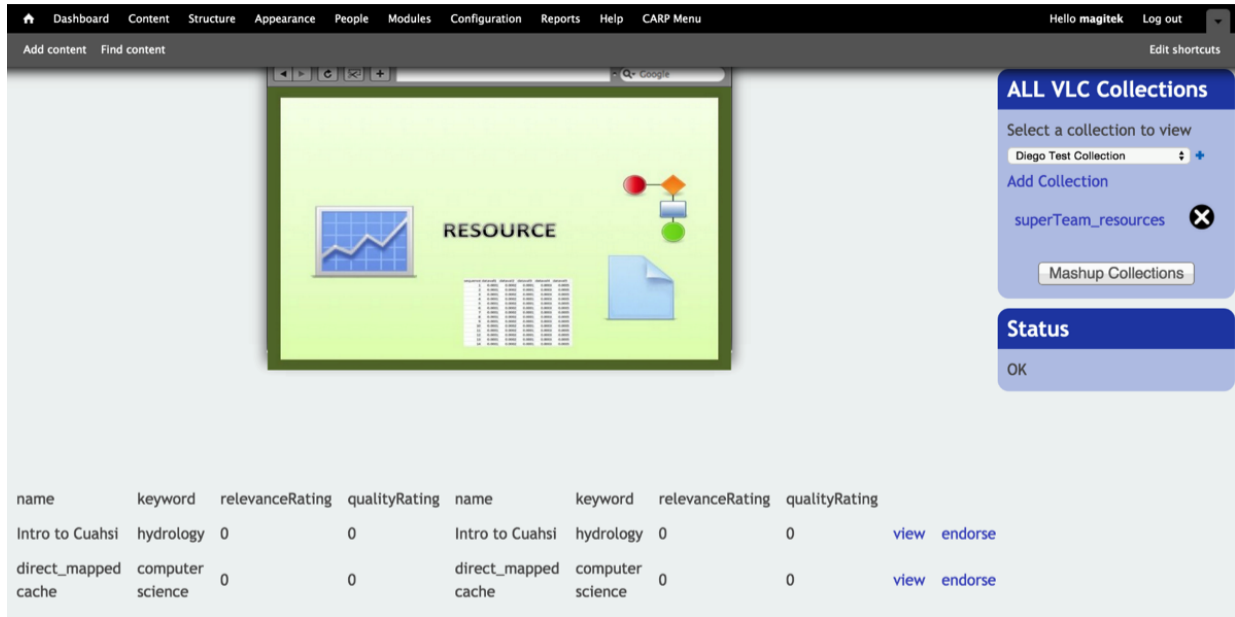 Dashboard Content Structure Appearance People Modules Configuration Reports Help CARP Menu Hello magitek Log out
Add content Find content Edit shortcuts
Google
ALL VLC Collections
Select a collection to view
Diego Test Collection
Add Collection
superTeam_resources
Mashup Collections
Status
OK
RESOURCE
name keyword relevanceRating qualityRating name keyword relevanceRating qualityRating
Intro to Cuahsi hydrology 0 0 Intro to Cuahsi hydrology 0 0 view endorse
direct_mapped computer direct_mapped computer
cache science 0 0 cache science 0 0 view endorse